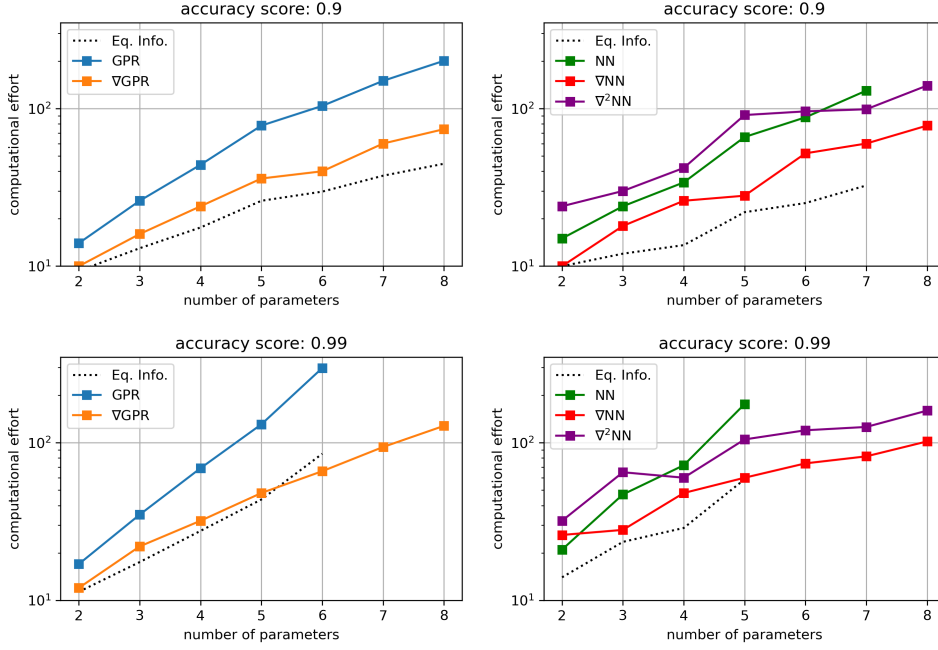 accuracy score: 0.9
Eq. Info.
GPR
∇GPR
computational effort
10²
10¹
2 3 4 5 6 7 8
number of parameters
accuracy score: 0.9
Eq. Info.
NN
∇NN
∇²NN
computational effort
10²
10¹
2 3 4 5 6 7 8
number of parameters
accuracy score: 0.99
Eq. Info.
GPR
∇GPR
computational effort
10²
10¹
2 3 4 5 6 7 8
number of parameters
accuracy score: 0.99
Eq. Info.
NN
∇NN
∇²NN
computational effort
10²
10¹
2 3 4 5 6 7 8
number of parameters